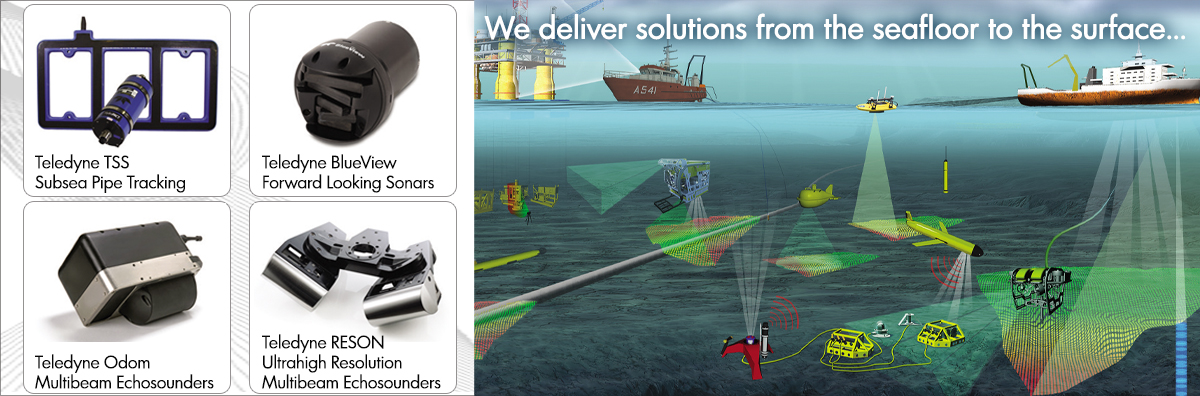 We deliver solutions from the seafloor to the surface...
Teledyne TSS
Subsea Pipe Tracking
Teledyne BlueView
Forward Looking Sonars
Teledyne Odom
Multibeam Echosounders
Teledyne RESON
Ultrahigh Resolution
Multibeam Echosounders
A541